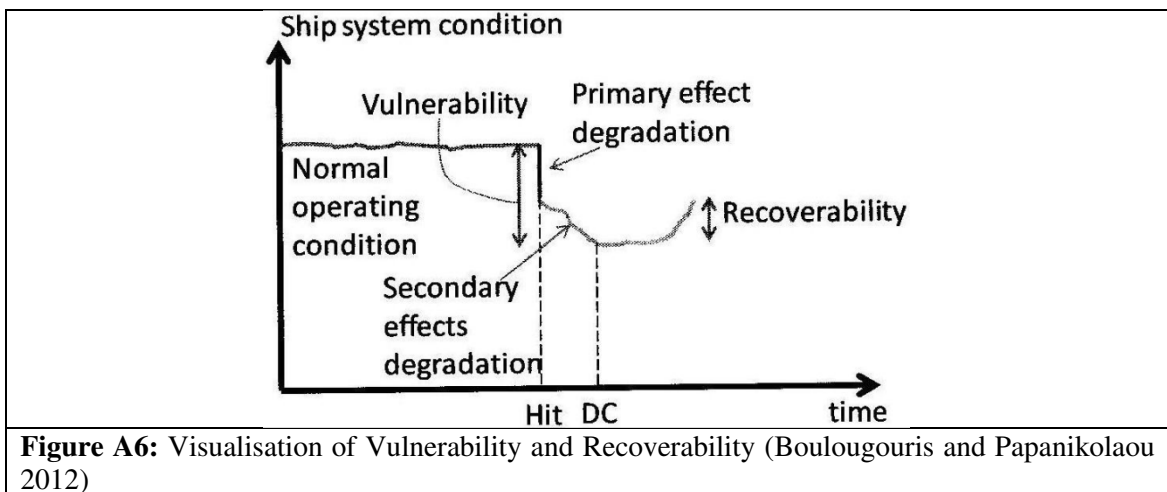 Ship system condition
Vulnerability
Primary effect
degradation
Normal
operating
condition
Recoverability
Secondary
effects
degradation
Hit
DC
time
Figure A6: Visualisation of Vulnerability and Recoverability (Boulougouris and Papanikolaou
2012)